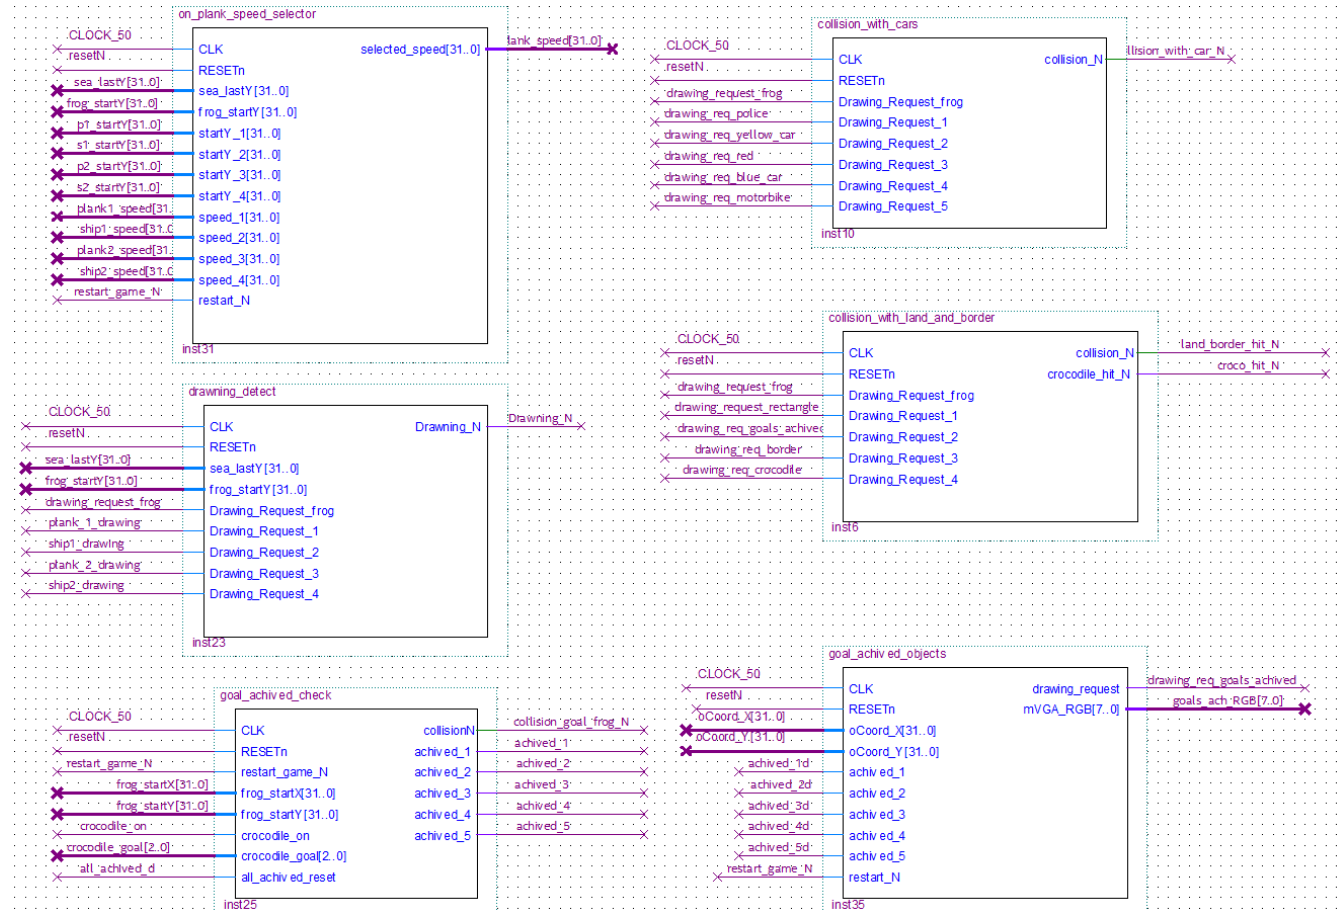 on_plank_speed_selector
CLOCK_50
resetN
sea_lastY[31..0]
frog_startY[31..0]
p1_startY[31..0]
s1_startY[31..0]
p2_startY[31..0]
s2_startY[31..0]
plank1_speed[31.
ship1_speed[31..0
plank2_speed[31.
ship2_speed[31..0
restart_game_N
CLK
RESETn
sea_lastY[31..0]
frog_startY[31..0]
startY_1[31..0]
startY_2[31..0]
startY_3[31..0]
startY_4[31..0]
speed_1[31..0]
speed_2[31..0]
speed_3[31..0]
speed_4[31..0]
restart_N
selected_speed[31..0]
lank_speed[31..0]
inst31
collision_with_cars
CLOCK_50
resetN
drawing_request_frog
drawing_req_police
drawing_req_yellow_car
drawing_req_red
drawing_req_blue_car
drawing_req_motorbike
CLK
RESETn
Drawing_Request_frog
Drawing_Request_1
Drawing_Request_2
Drawing_Request_3
Drawing_Request_4
Drawing_Request_5
collision_N
llision_with_car_N
inst10
drawning_detect
CLOCK_50
resetN
sea_lastY[31..0]
frog_startY[31..0]
drawing_request_frog
plank_1_drawing
ship1_drawing
plank_2_drawing
ship2_drawing
CLK
RESETn
sea_lastY[31..0]
frog_startY[31..0]
Drawing_Request_frog
Drawing_Request_1
Drawing_Request_2
Drawing_Request_3
Drawing_Request_4
Drawning_N
Drawning_N
inst23
collision_with_land_and_border
CLOCK_50
resetN
drawing_request_frog
drawing_request_rectangle
drawing_req_goals_achived
drawing_req_border
drawing_req_crocodile
CLK
RESETn
Drawing_Request_frog
Drawing_Request_1
Drawing_Request_2
Drawing_Request_3
Drawing_Request_4
collision_N
crocodile_hit_N
land_border_hit_N
croco_hit_N
inst6
goal_achived_check
CLOCK_50
resetN
restart_game_N
frog_startX[31..0]
frog_startY[31..0]
crocodile_on
crocodile_goal[2..0]
all_achived_d
CLK
RESETn
restart_game_N
frog_startX[31..0]
frog_startY[31..0]
crocodile_on
crocodile_goal[2..0]
all_achived_reset
collisionN
achived_1
achived_2
achived_3
achived_4
achived_5
collision_goal_frog_N
achived_1
achived_2
achived_3
achived_4
achived_5
inst25
goal_achived_objects
CLOCK_50
resetN
oCoord_X[31..0]
oCoord_Y[31..0]
achived_1d
achived_2d
achived_3d
achived_4d
achived_5d
restart_game_N
CLK
RESETn
oCoord_X[31..0]
oCoord_Y[31..0]
achived_1
achived_2
achived_3
achived_4
achived_5
restart_N
drawing_request
mVGA_RGB[7..0]
drawing_req_goals_achived
goals_ach_RGB[7..0]
inst35